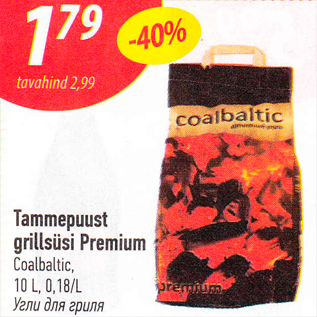 1 79
-40%
tavahind 2,99
coalbaltic
premium
Tammepuust
grillsüsi Premium
Coalbaltic,
10 L, 0,18/L
Угли для гриля